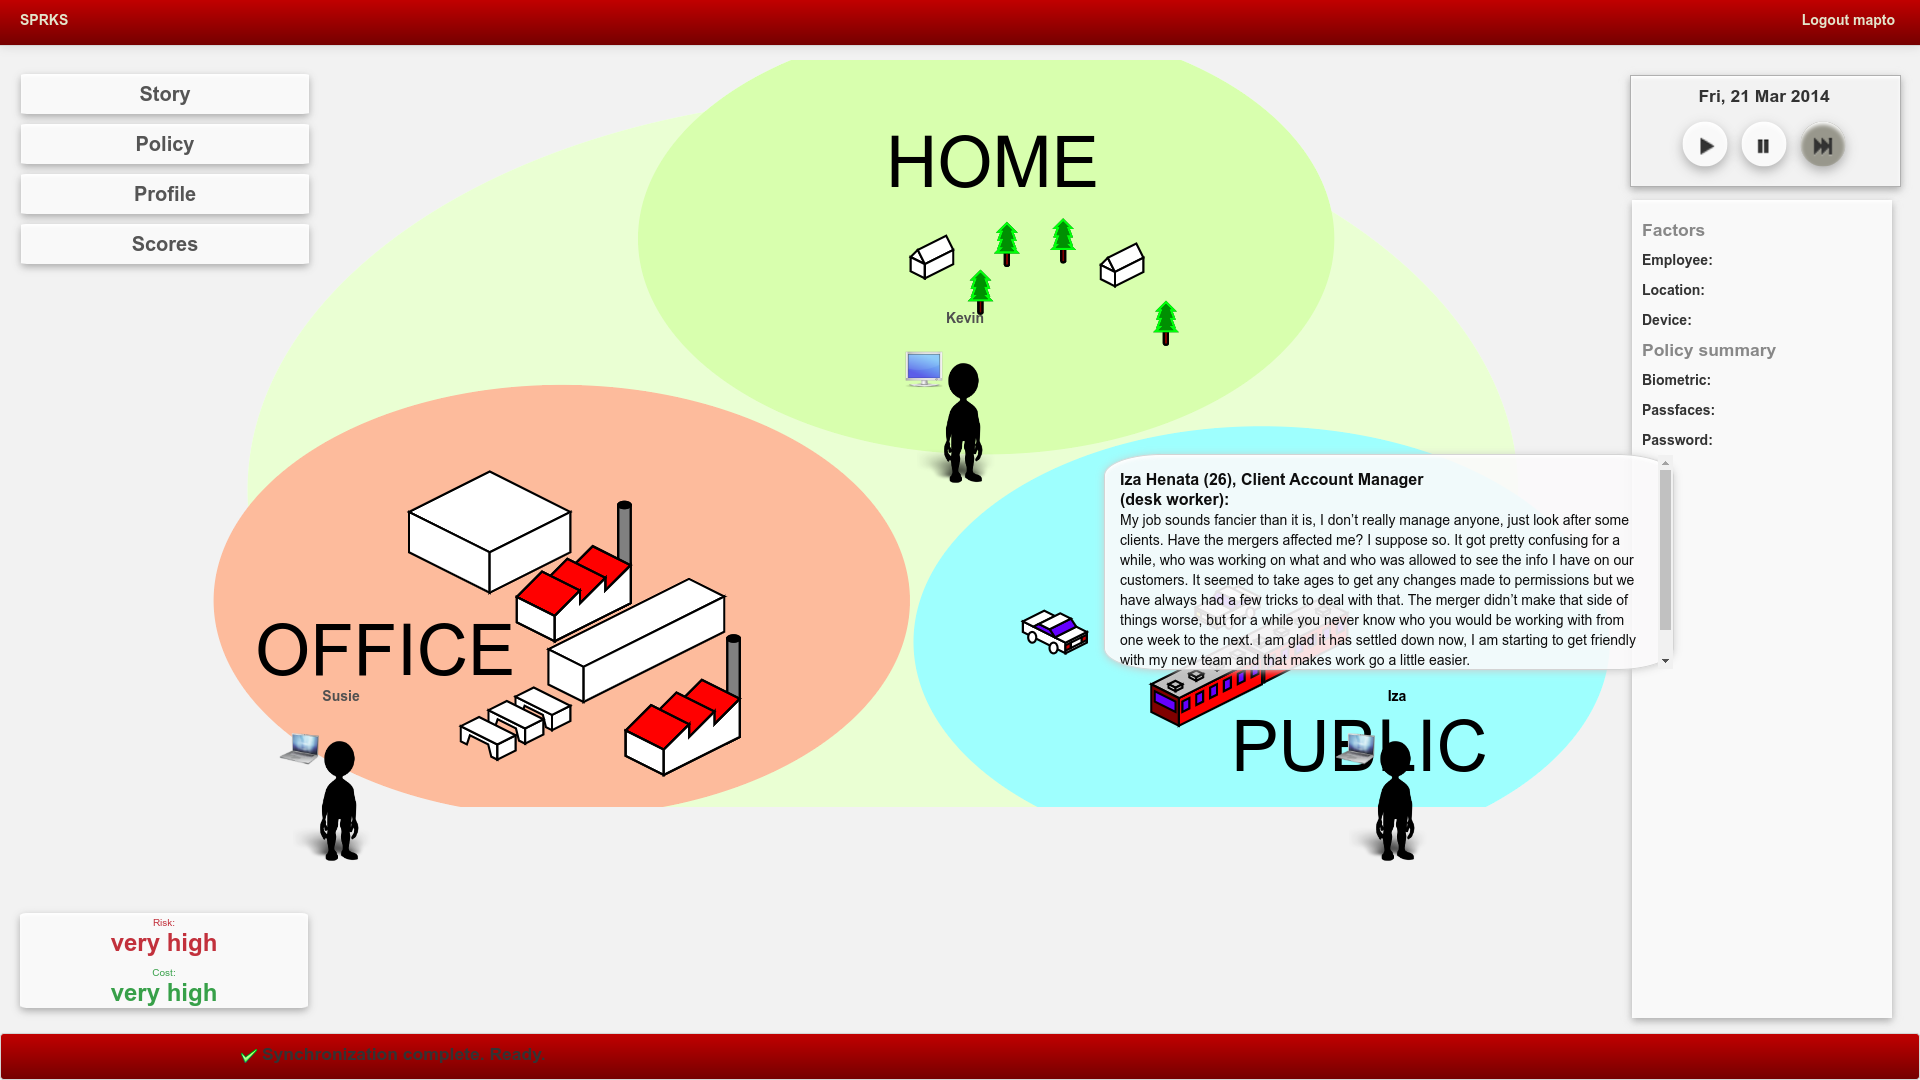 SPRKS
Logout mapto
Story
Policy
Profile
Scores
HOME
Kevin
OFFICE
Susie
Fri, 21 Mar 2014
Factors
Employee:
Location:
Device:
Policy summary
Biometric:
Passfaces:
Password:
Iza Henata (26), Client Account Manager
(desk worker):
My job sounds fancier than it is, I don't really manage anyone, just look after some
clients. Have the mergers affected me? I suppose so. It got pretty confusing for a
while, who was working on what and who was allowed to see the info I have on our
customers. It seemed to take ages to get any changes made to permissions but we
have always had a few tricks to deal with that. The merger didn't make that side of
things worse, but for a while you never know who you would be working with from
one week to the next. I am glad it has settled down now, I am starting to get friendly
with my new team and that makes work go a little easier.
Iza
PUBLIC
Risk:
very high
Cost:
very high
Synchronization complete. Ready.